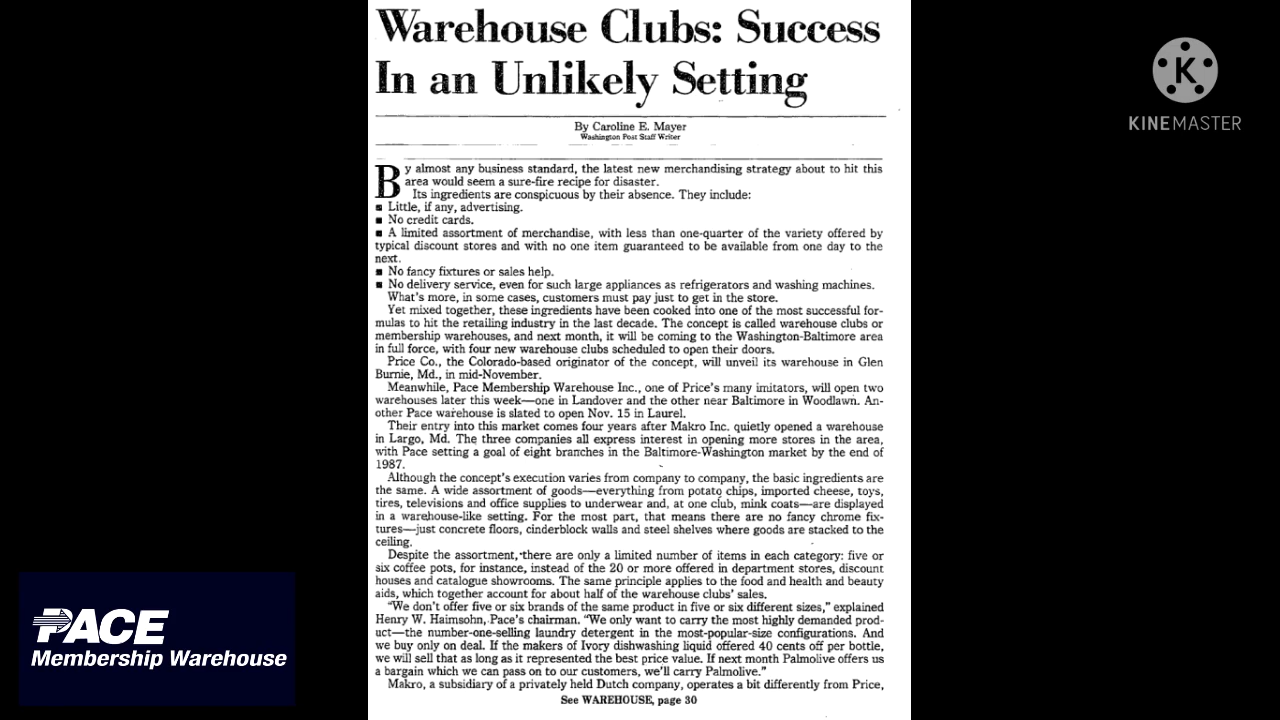 Warehouse Clubs: Success
In an Unlikely Setting
By Caroline E. Mayer
Washington Post Staff Writer
By almost any business standard, the latest new merchandising strategy about to hit this
area would seem a sure-fire recipe for disaster.
Its ingredients are conspicuous by their absence. They include:
■ Little, if any, advertising.
■ No credit cards.
■ A limited assortment of merchandise, with less than one-quarter of the variety offered by
typical discount stores and with no one item guaranteed to be available from one day to the
next.
■ No fancy fixtures or sales help.
■ No delivery service, even for such large appliances as refrigerators and washing machines.
What's more, in some cases, customers must pay just to get in the store.
Yet mixed together, these ingredients have been cooked into one of the most successful for-
mulas to hit the retailing industry in the last decade. The concept is called warehouse clubs or
membership warehouses, and next month, it will be coming to the Washington-Baltimore area
in full force, with four new warehouse clubs scheduled to open their doors.
Price Co., the Colorado-based originator of the concept, will unveil its warehouse in Glen
Burnie, Md., in mid-November.
Meanwhile, Pace Membership Warehouse Inc., one of Price's many imitators, will open two
warehouses later this week—one in Landover and the other near Baltimore in Woodlawn. An-
other Pace warehouse is slated to open Nov. 15 in Laurel.
Their entry into this market comes four years after Makro Inc. quietly opened a warehouse
in Largo, Md. The three companies all express interest in opening more stores in the area,
with Pace setting a goal of eight branches in the Baltimore-Washington market by the end of
1987.
Although the concept's execution varies from company to company, the basic ingredients are
the same. A wide assortment of goods—everything from potato chips, imported cheese, toys,
tires, televisions and office supplies to underwear and, at one club, mink coats—are displayed
in a warehouse-like setting. For the most part, that means there are no fancy chrome fix-
tures—just concrete floors, cinderblock walls and steel shelves where goods are stacked to the
ceiling.
Despite the assortment, there are only a limited number of items in each category: five or
six coffee pots, for instance, instead of the 20 or more offered in department stores, discount
houses and catalogue showrooms. The same principle applies to the food and health and beauty
aids, which together account for about half of the warehouse clubs' sales.
"We don't offer five or six brands of the same product in five or six different sizes," explained
Henry W. Haimsohn, Pace's chairman. "We only want to carry the most highly demanded prod-
uct—the number-one-selling laundry detergent in the most-popular-size configurations. And
we buy only on deal. If the makers of Ivory dishwashing liquid offered 40 cents off per bottle,
we will sell that as long as it represented the best price value. If next month Palmolive offers us
a bargain which we can pass on to our customers, we'll carry Palmolive."
Makro, a subsidiary of a privately held Dutch company, operates a bit differently from Price,
See WAREHOUSE, page 30
PACE
Membership Warehouse
K
KINEMASTER